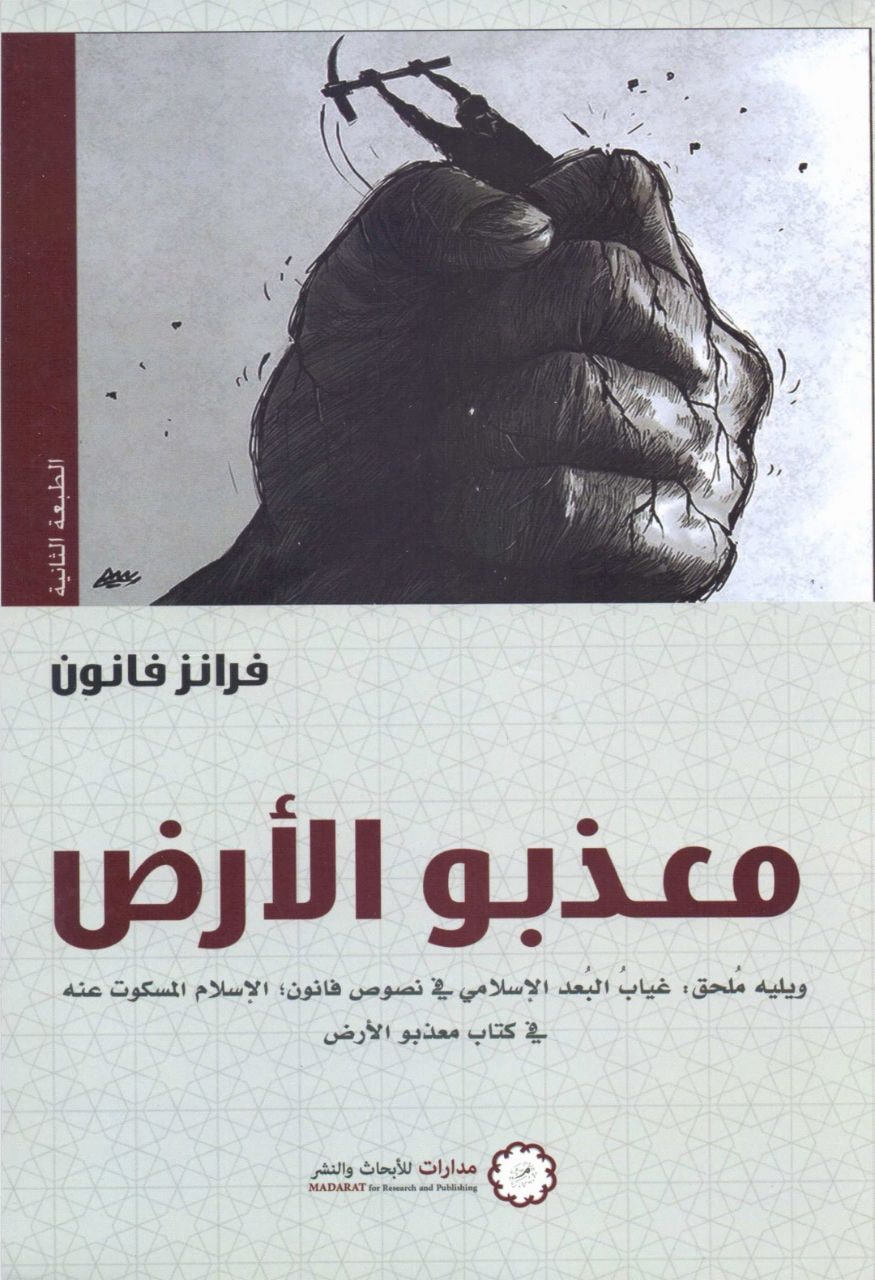 الطبعة الثانية
فرانز فانون
معذبو الأرض
ويليه مُلحق: غيابُ البُعد الإسلامي في نصوص فانون؛ الإسلام المسكوت عنه
في كتاب معذبو الأرض
مدارات للأبحاث والنشر
MADARAT for Research and Publishing